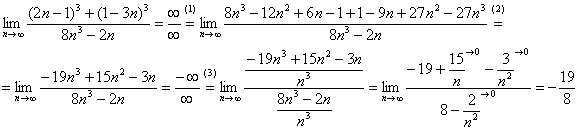 lim_{n→∞} ((2n−1)^3 + (1−3n)^3)/(8n^3 − 2n) = ∞/∞ ^{(1)} = lim_{n→∞} (8n^3 − 12n^2 + 6n − 1 + 1 − 9n + 27n^2 − 27n^3)/(8n^3 − 2n) ^{(2)} =
= lim_{n→∞} (−19n^3 + 15n^2 − 3n)/(8n^3 − 2n) = −∞/∞ ^{(3)} = lim_{n→∞} ((−19n^3 + 15n^2 − 3n)/n^3)/((8n^3 − 2n)/n^3) = lim_{n→∞} (−19 + 15/n ^{→0} − 3/n^2 ^{→0})/(8 − 2/n^2 ^{→0}) = −19/8